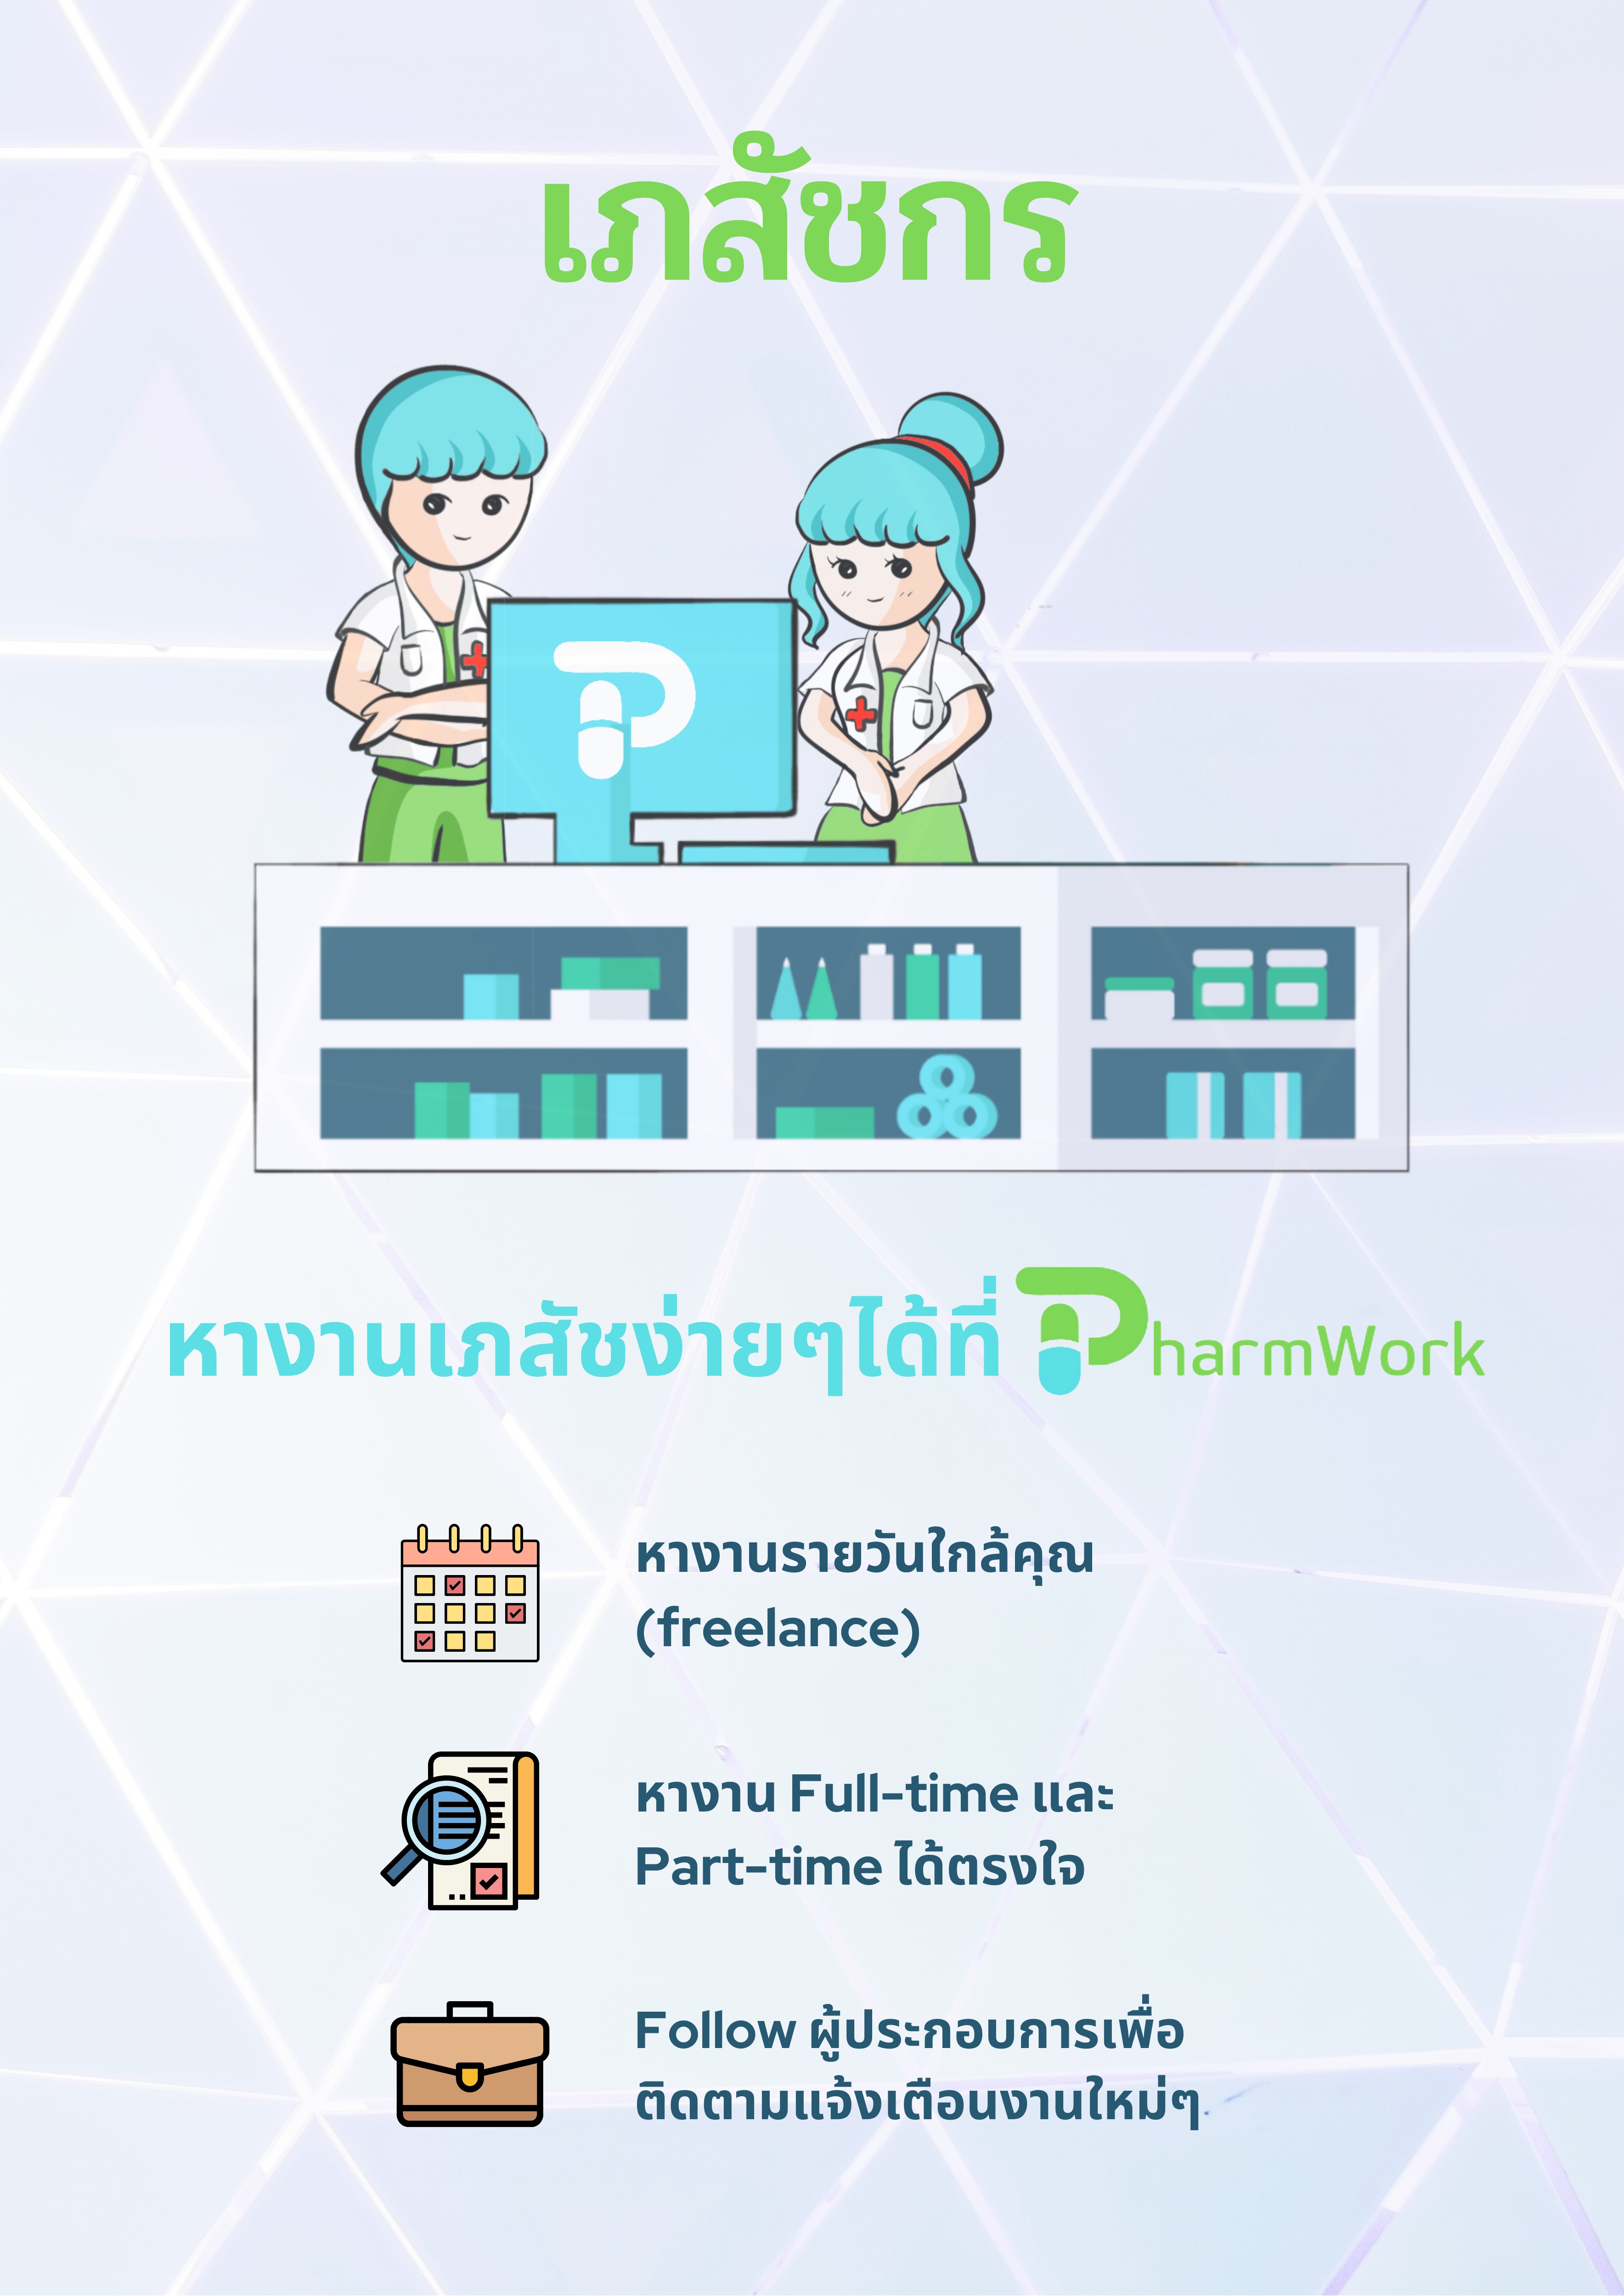 เภสัชกร
หางานเภสัชง่ายๆได้ที่ PharmWork
หางานรายวันใกล้คุณ
(freelance)
หางาน Full-time และ
Part-time ได้ตรงใจ
Follow ผู้ประกอบการเพื่อ
ติดตามแจ้งเตือนงานใหม่ๆ